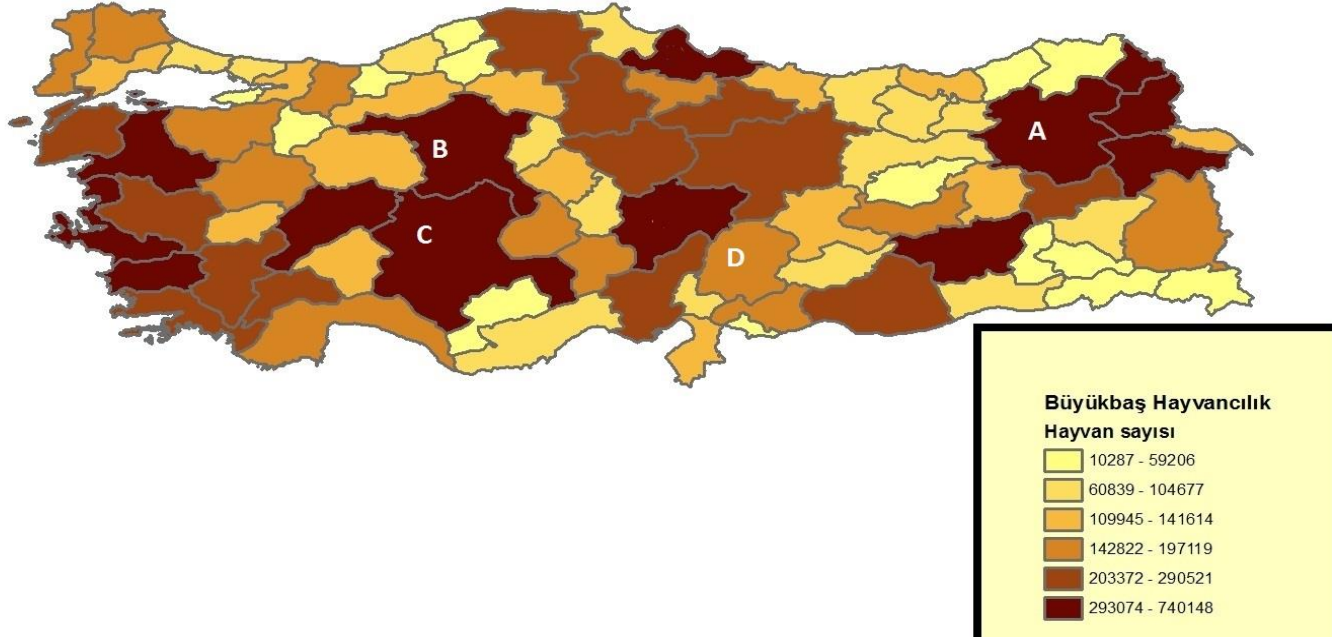 A
B
C
D
Büyükbaş Hayvancılık
Hayvan sayısı
10287 - 59206
60839 - 104677
109945 - 141614
142822 - 197119
203372 - 290521
293074 - 740148